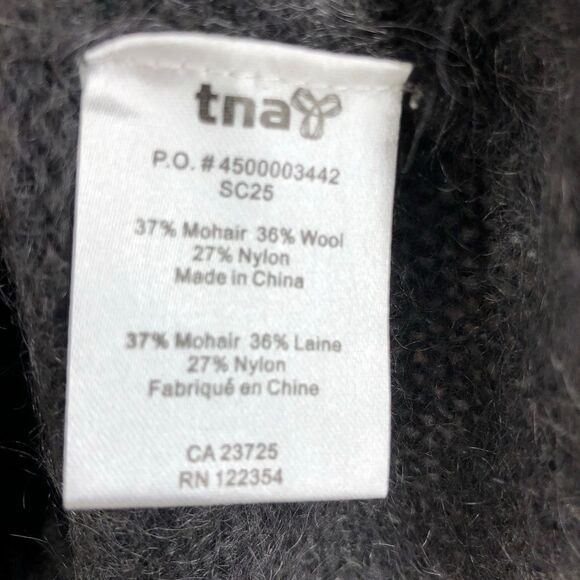 tna
P.O. # 4500003442
SC25
37% Mohair 36% Wool
27% Nylon
Made in China
37% Mohair 36% Laine
27% Nylon
Fabriqué en Chine
CA 23725
RN 122354